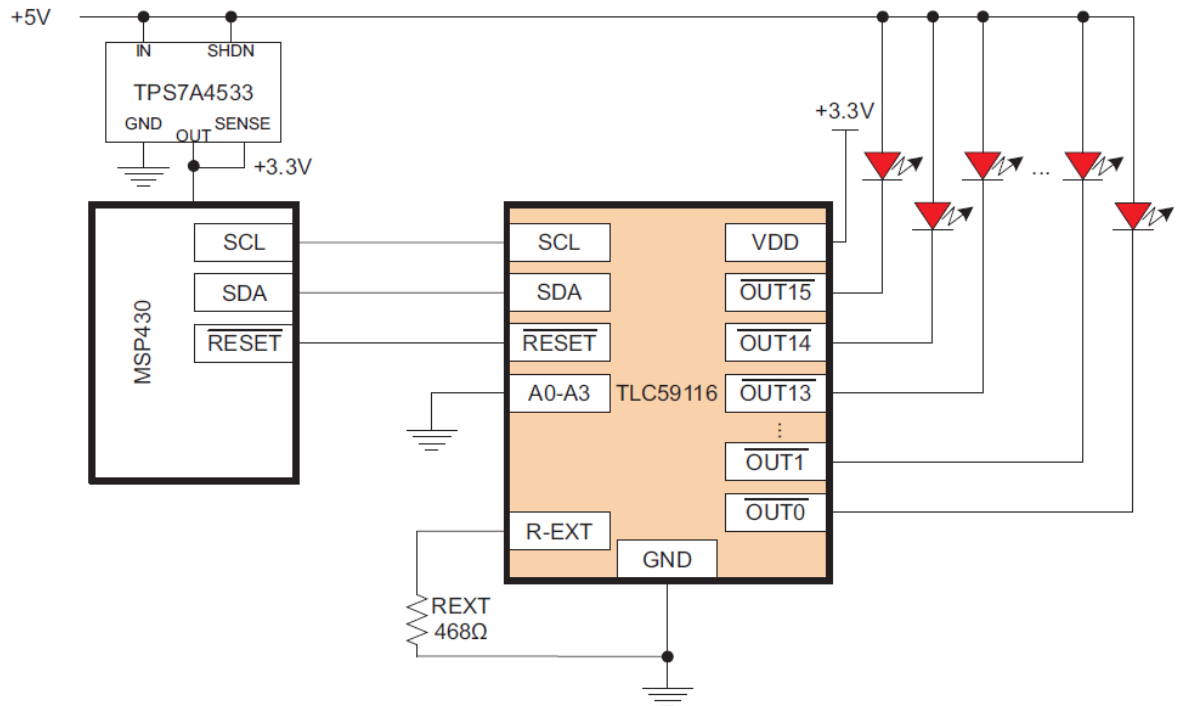 +5V
IN SHDN
TPS7A4533
GND OUT SENSE
+3.3V
+3.3V
...
MSP430
SCL
SDA
RESET
SCL
SDA
RESET
A0-A3
TLC59116
R-EXT
GND
VDD
OUT15
OUT14
OUT13
...
OUT1
OUT0
REXT
468Ω